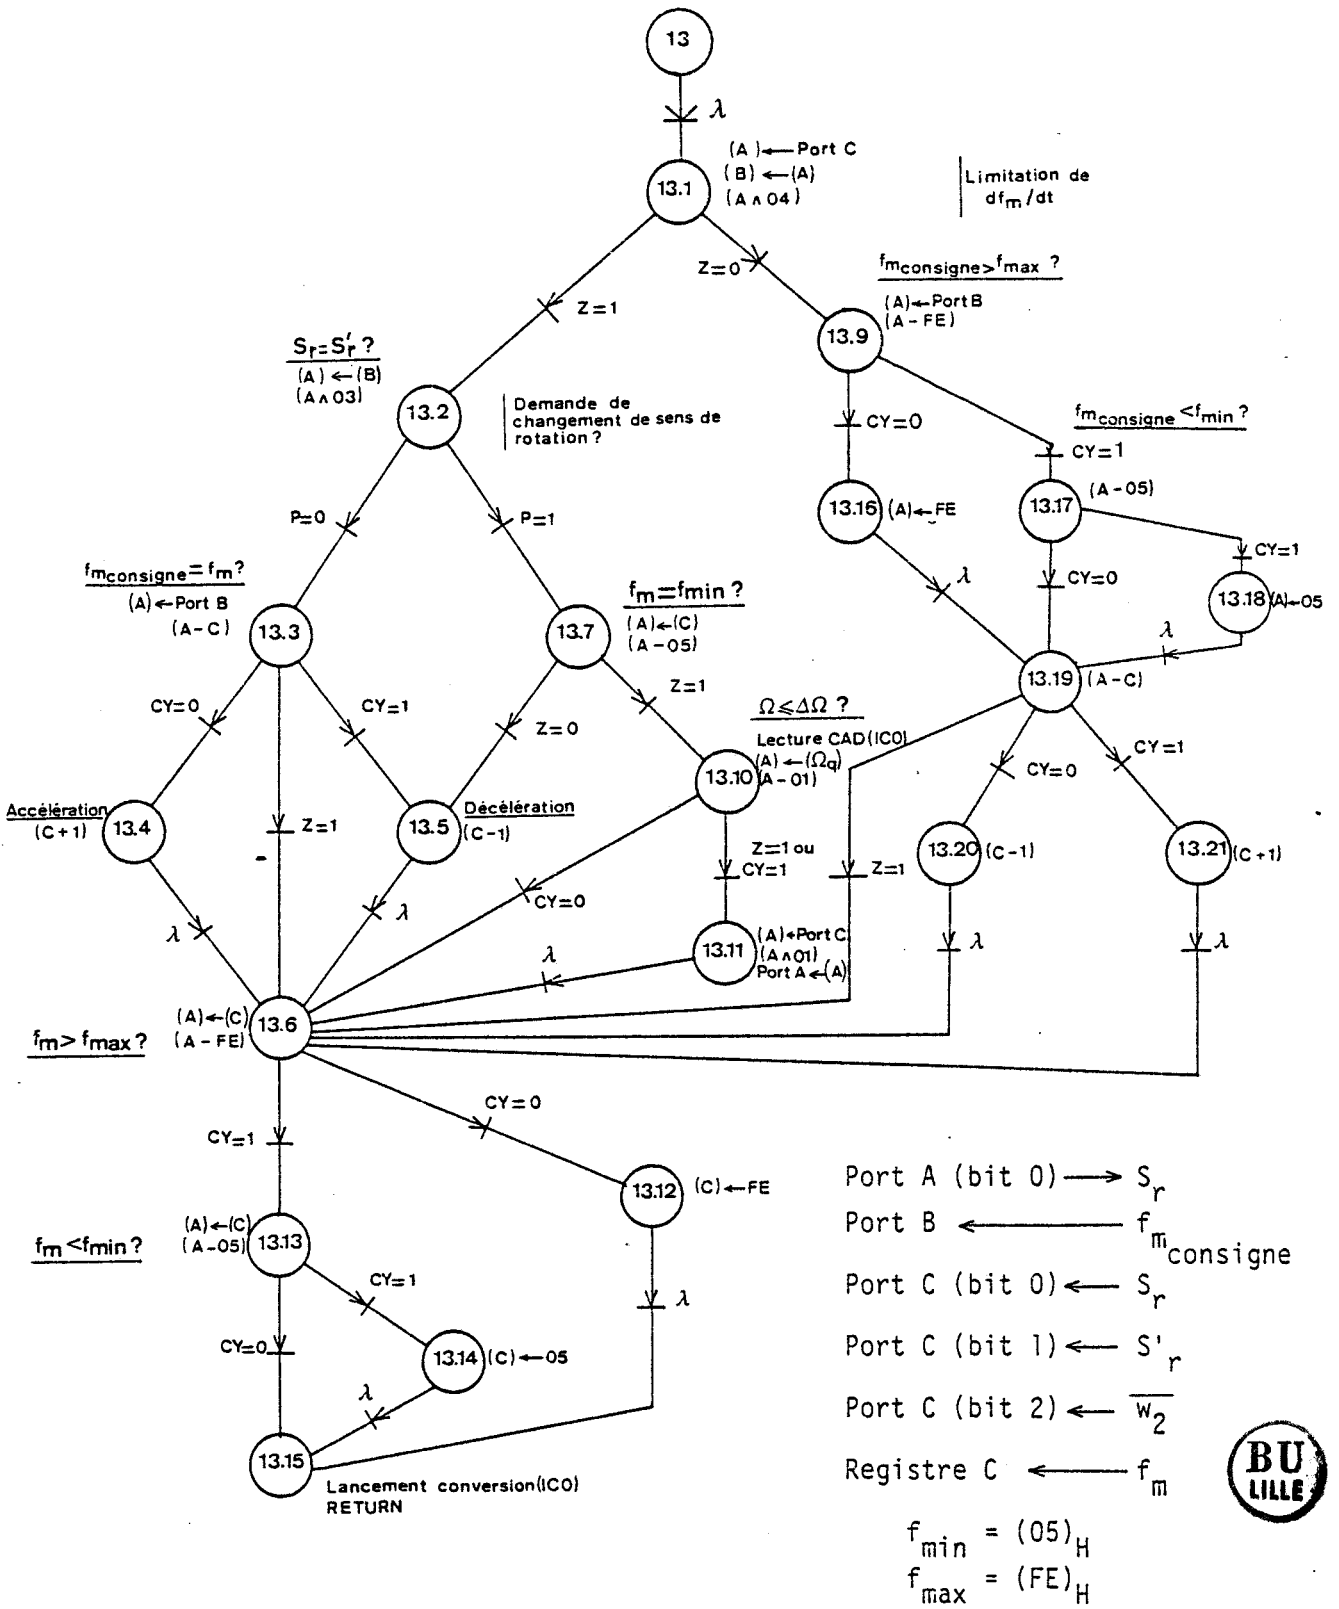 13
λ
(A)←Port C
(B)←(A)
(A∧04)
13.1
Limitation de
dfm/dt
Z=0
Z=1
fmconsigne>fmax ?
(A)←Port B
(A-FE)
13.9
Sr=S'r ?
(A)←(B)
(A∧03)
13.2
Demande de
changement de sens de
rotation ?
CY=0
fmconsigne<fmin ?
CY=1
P=0
P=1
13.16
(A)←FE
13.17
(A-05)
CY=1
CY=0
λ
13.18
(A)←05
λ
fmconsigne=fm?
(A)←Port B
(A-C)
13.3
fm=fmin ?
(A)←(C)
(A-05)
13.7
13.19
(A-C)
CY=0
CY=1
Z=0
Z=1
Ω⩽ΔΩ ?
Lecture CAD(IC0)
(A)←(Ωq)
(A-01)
13.10
CY=0
CY=1
Accélération
(C+1)
13.4
Z=1
13.5
Décélération
(C-1)
Z=1 ou
CY=1
CY=0
Z=1
13.20
(C-1)
13.21
(C+1)
λ
λ
λ
13.11
(A)←Port C
(A∧01)
Port A←(A)
λ
λ
fm>fmax ?
(A)←(C)
(A-FE)
13.6
CY=0
CY=1
13.12
(C)←FE
fm<fmin ?
(A)←(C)
(A-05)
13.13
CY=1
CY=0
λ
13.14
(C)←05
λ
13.15
Lancement conversion(IC0)
RETURN
Port A (bit 0)→ Sr
Port B ← fmconsigne
Port C (bit 0)← Sr
Port C (bit 1)← S'r
Port C (bit 2)← w̅2̅
Registre C ← fm
fmin = (05)H
fmax = (FE)H
BU
LILLE